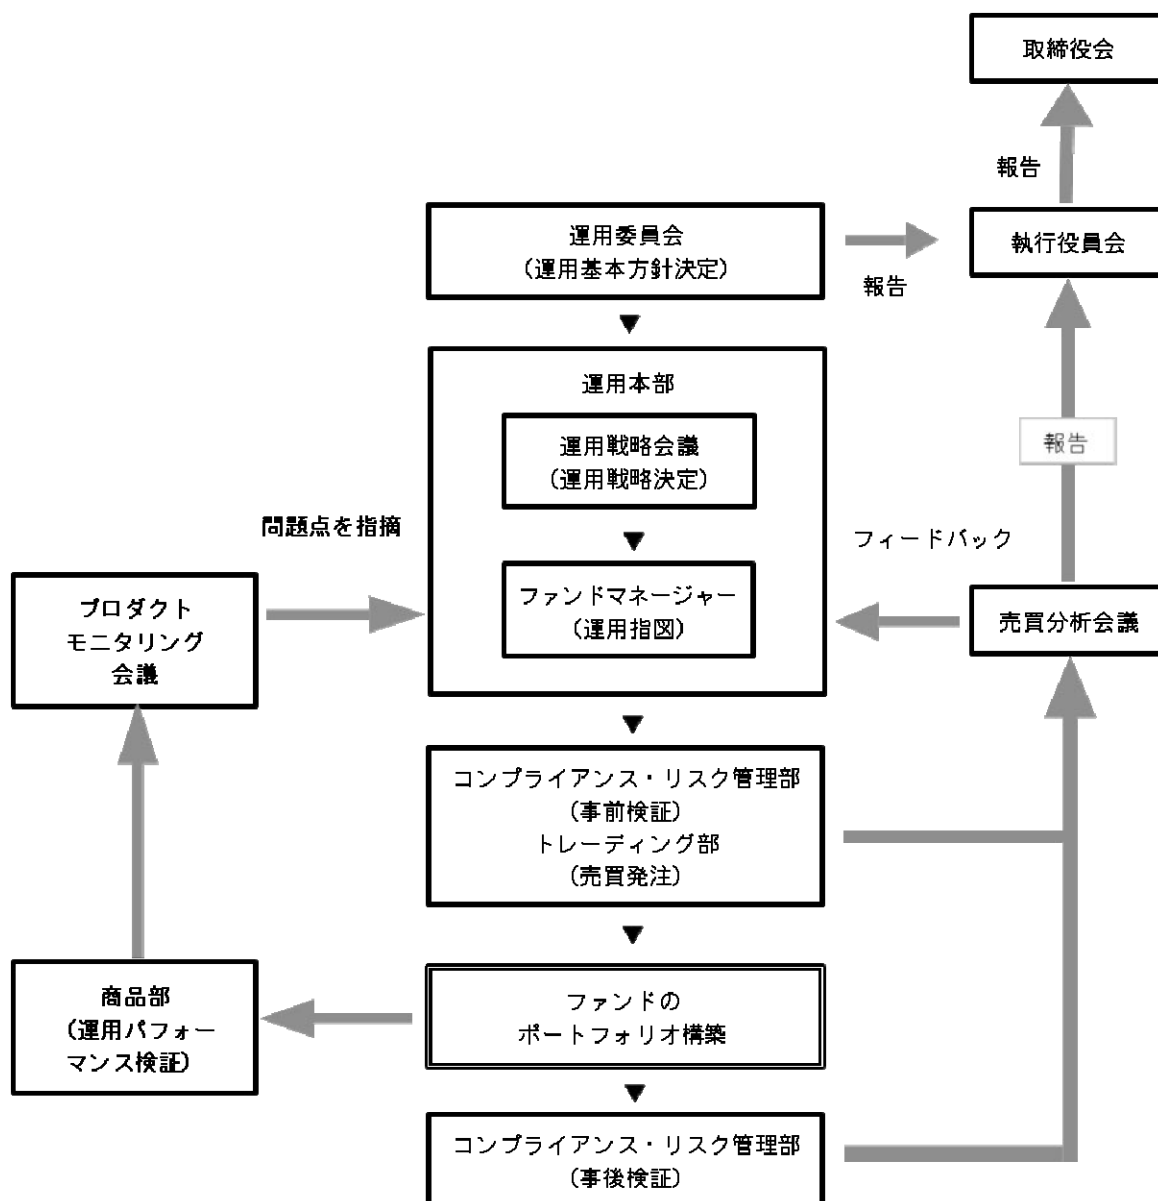 取締役会
報告
運用委員会
(運用基本方針決定)
報告
執行役員会
運用本部
運用戦略会議
(運用戦略決定)
報告
問題点を指摘
フィードバック
プロダクト
モニタリング
会議
ファンドマネージャー
(運用指図)
売買分析会議
コンプライアンス・リスク管理部
(事前検証)
トレーディング部
(売買発注)
商品部
(運用パフォー
マンス検証)
ファンドの
ポートフォリオ構築
コンプライアンス・リスク管理部
(事後検証)